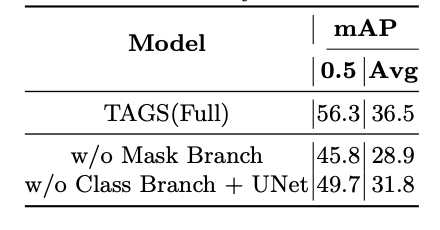 Model mAP
0.5 Avg
TAGS(Full) 56.3 36.5
w/o Mask Branch 45.8 28.9
w/o Class Branch + UNet 49.7 31.8